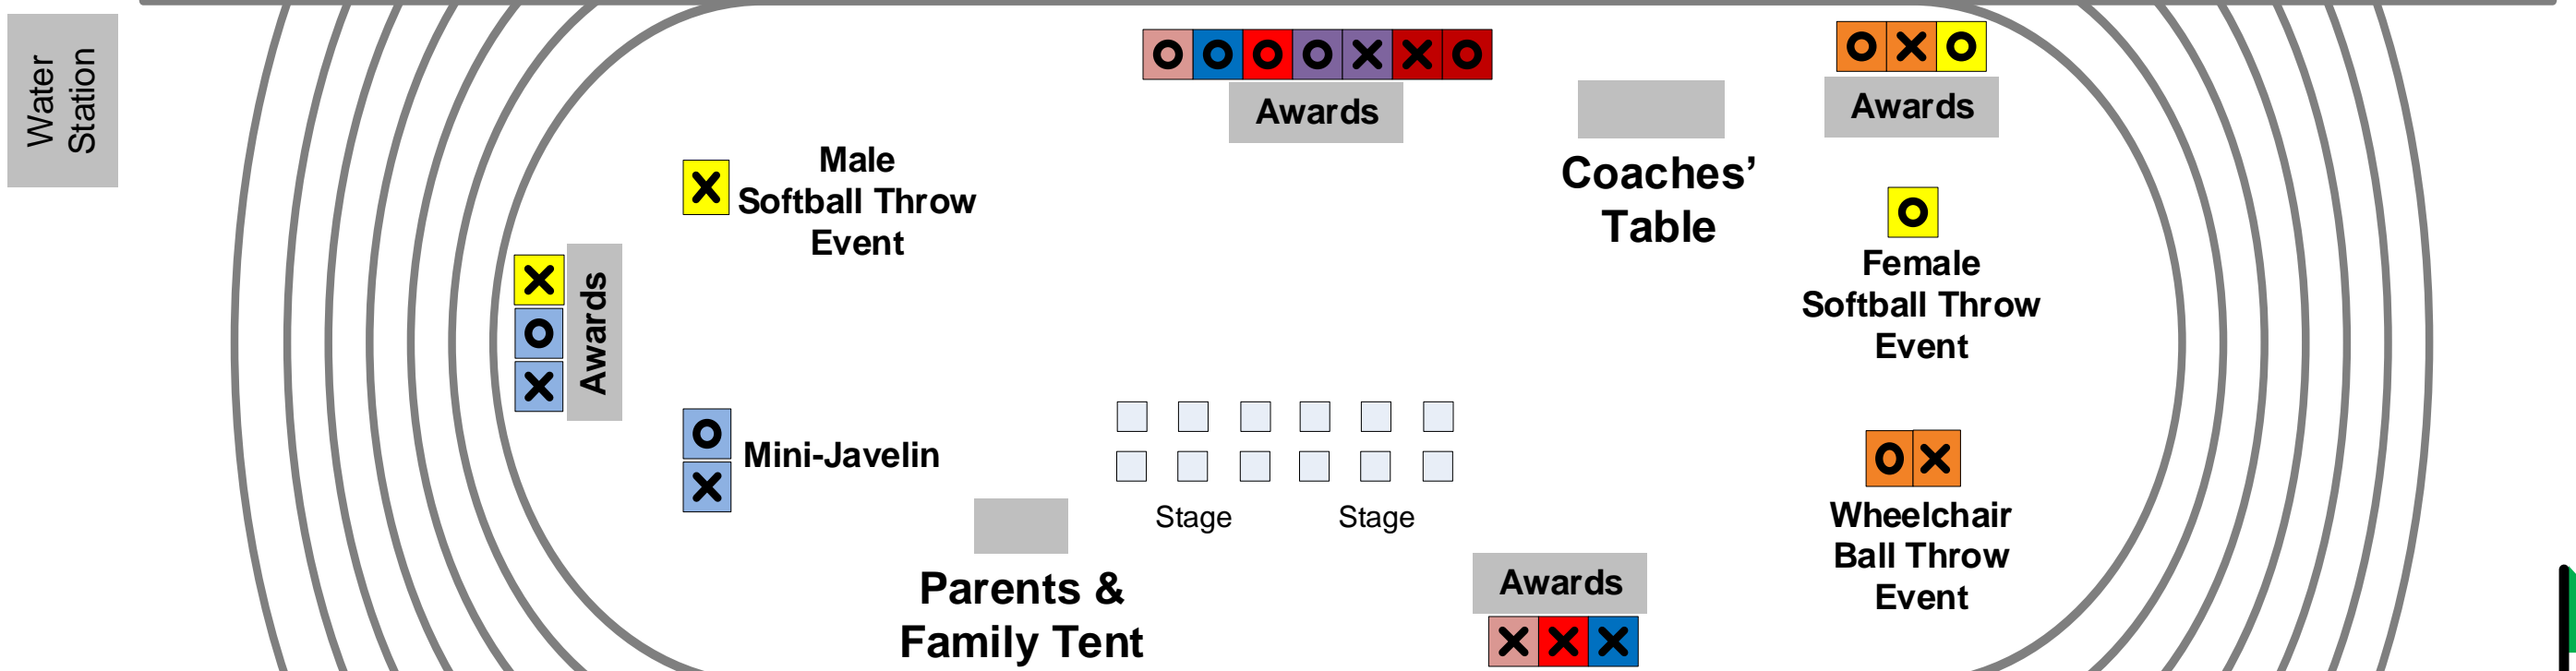 Water
Station
Awards
Awards
Male
Softball Throw
Event
Coaches’
Table
Female
Softball Throw
Event
Awards
Mini-Javelin
Stage
Stage
Wheelchair
Ball Throw
Event
Parents &
Family Tent
Awards